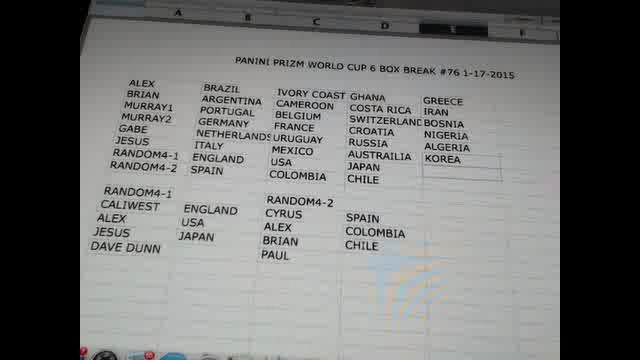 A B C D E F
PANINI PRIZM WORLD CUP 6 BOX BREAK #76 1-17-2015
ALEX BRAZIL IVORY COAST GHANA GREECE
BRIAN ARGENTINA CAMEROON COSTA RICA IRAN
MURRAY1 PORTUGAL BELGIUM SWITZERLAND BOSNIA
MURRAY2 GERMANY FRANCE CROATIA NIGERIA
GABE NETHERLANDS URUGUAY RUSSIA ALGERIA
JESUS ITALY MEXICO AUSTRAILIA KOREA
RANDOM4-1 ENGLAND USA JAPAN
RANDOM4-2 SPAIN COLOMBIA CHILE
RANDOM4-1 RANDOM4-2
CALIWEST ENGLAND CYRUS SPAIN
ALEX USA ALEX COLOMBIA
JESUS JAPAN BRIAN CHILE
DAVE DUNN PAUL